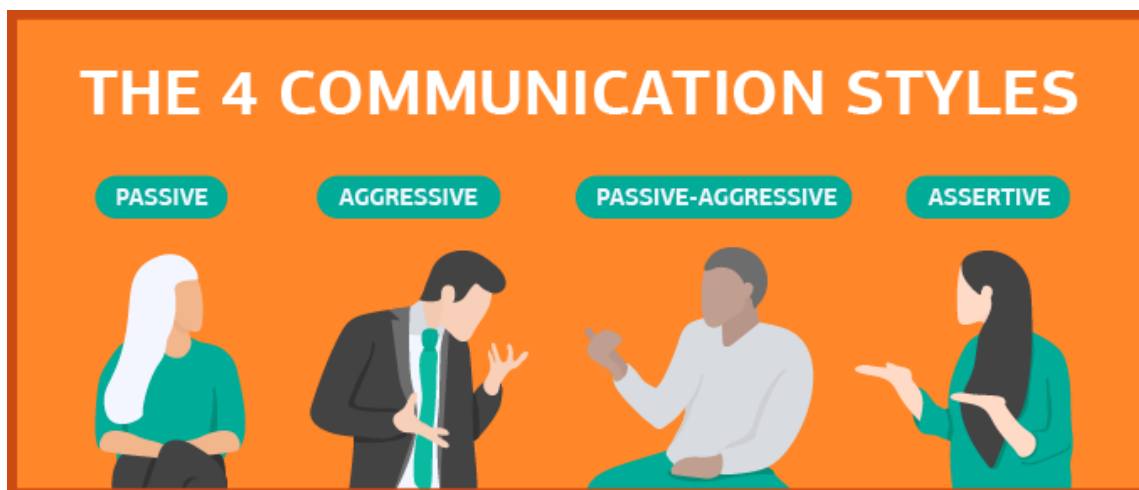 THE 4 COMMUNICATION STYLES
PASSIVE
AGGRESSIVE
PASSIVE-AGGRESSIVE
ASSERTIVE